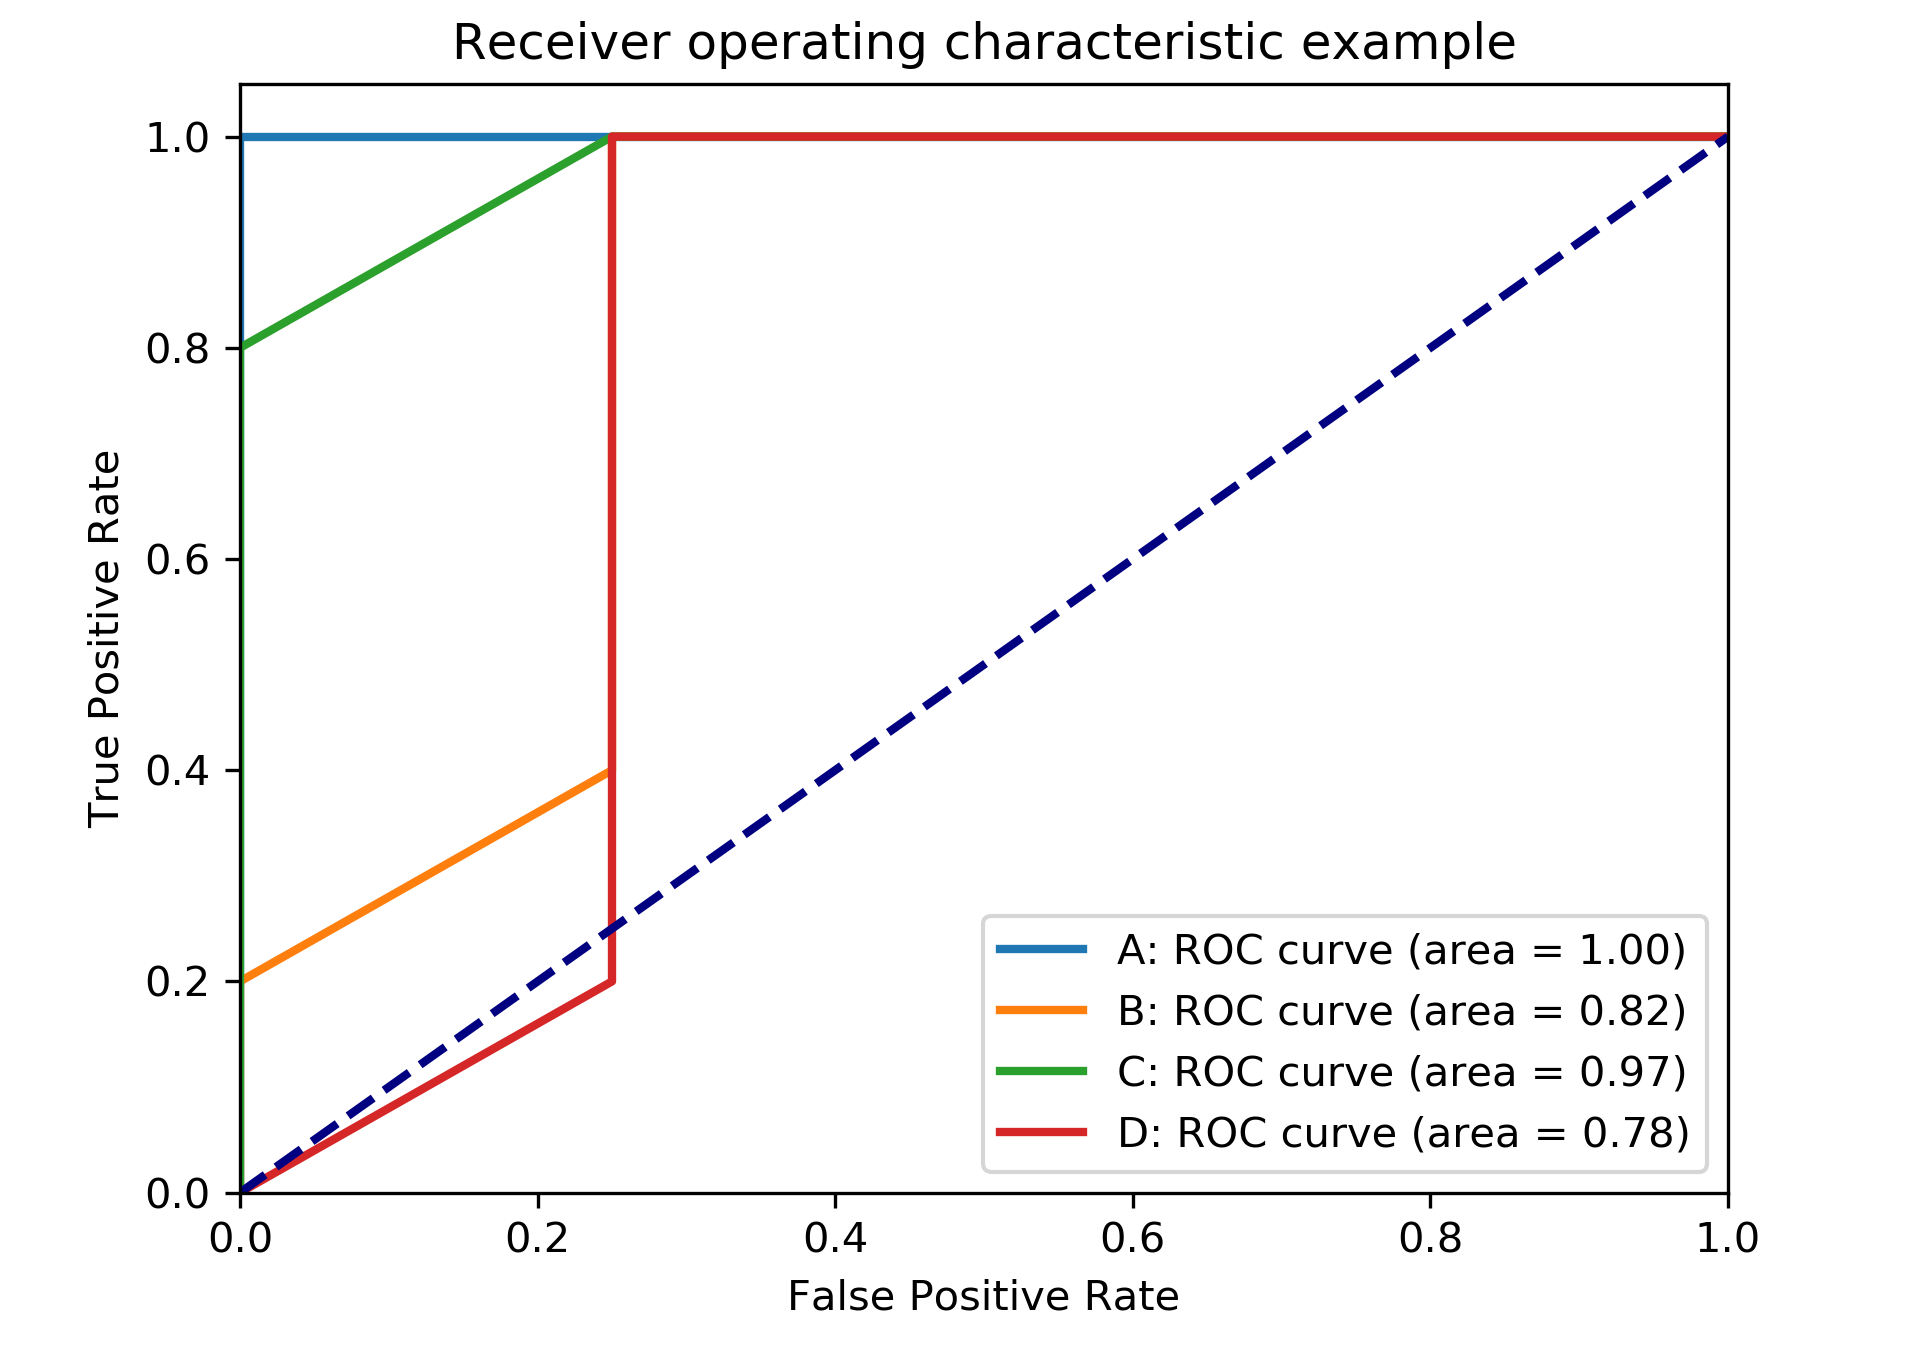 Receiver operating characteristic example
1.0
0.8
0.6
0.4
0.2
0.0
True Positive Rate
0.0 0.2 0.4 0.6 0.8 1.0
False Positive Rate
A: ROC curve (area = 1.00)
B: ROC curve (area = 0.82)
C: ROC curve (area = 0.97)
D: ROC curve (area = 0.78)